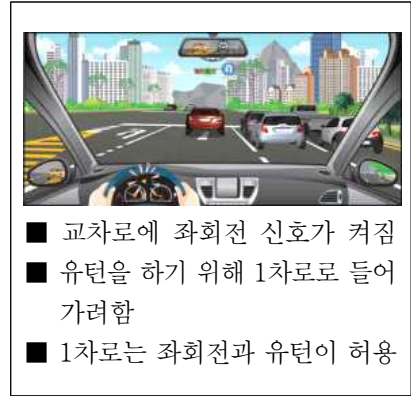 ■ 교차로에 좌회전 신호가 켜짐
■ 유턴을 하기 위해 1차로로 들어
가려함
■ 1차로는 좌회전과 유턴이 허용